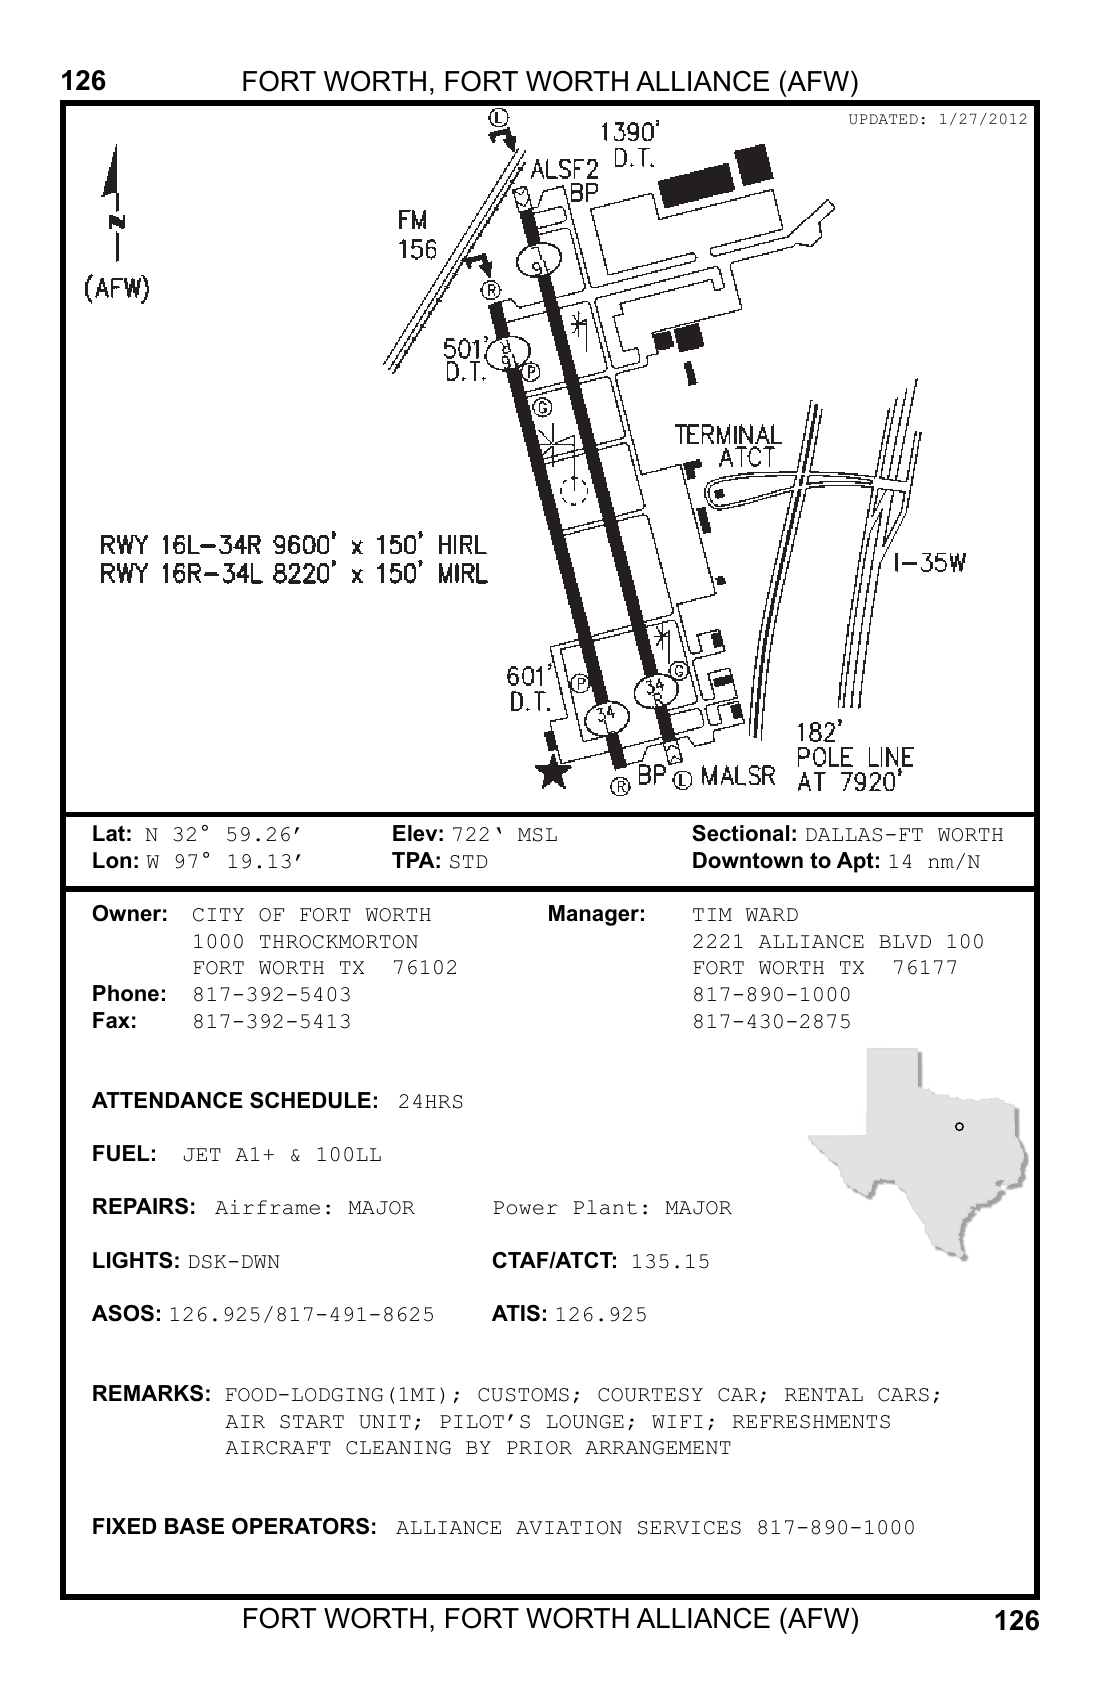 126 FORT WORTH, FORT WORTH ALLIANCE (AFW)
UPDATED: 1/27/2012
L
1390'
D.T.
ALSF2
BP
FM
156
N
(AFW)
R
501'
D.T.
P
G
TERMINAL
ATCT
RWY 16L-34R 9600' x 150' HIRL
RWY 16R-34L 8220' x 150' MIRL
I-35W
601'
D.T.
P
G
34
R
34
182'
POLE LINE
AT 7920'
R BP L MALSR
Lat: N 32° 59.26′ Elev: 722‛ MSL Sectional: DALLAS-FT WORTH
Lon: W 97° 19.13′ TPA: STD Downtown to Apt: 14 nm/N
Owner: CITY OF FORT WORTH Manager: TIM WARD
1000 THROCKMORTON 2221 ALLIANCE BLVD 100
FORT WORTH TX 76102 FORT WORTH TX 76177
Phone: 817-392-5403 817-890-1000
Fax: 817-392-5413 817-430-2875
ATTENDANCE SCHEDULE: 24HRS
FUEL: JET A1+ & 100LL
REPAIRS: Airframe: MAJOR Power Plant: MAJOR
LIGHTS: DSK-DWN CTAF/ATCT: 135.15
ASOS: 126.925/817-491-8625 ATIS: 126.925
REMARKS: FOOD-LODGING(1MI); CUSTOMS; COURTESY CAR; RENTAL CARS;
AIR START UNIT; PILOT’S LOUNGE; WIFI; REFRESHMENTS
AIRCRAFT CLEANING BY PRIOR ARRANGEMENT
FIXED BASE OPERATORS: ALLIANCE AVIATION SERVICES 817-890-1000
FORT WORTH, FORT WORTH ALLIANCE (AFW) 126